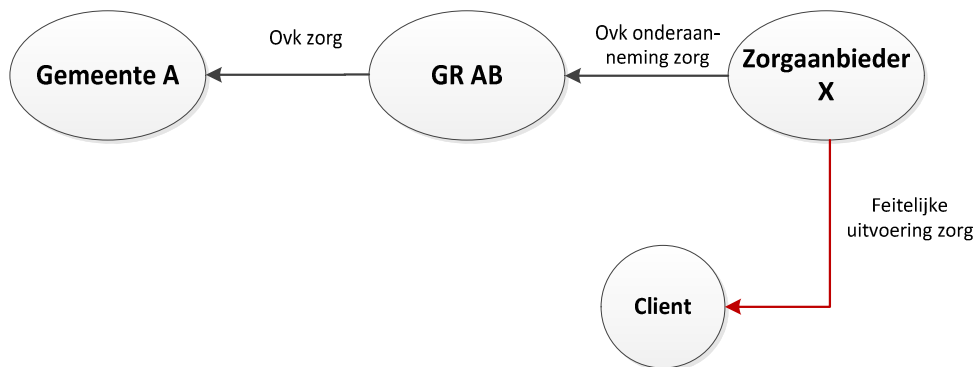 Gemeente A
Ovk zorg
GR AB
Ovk onderaan-
neming zorg
Zorgaanbieder
X
Feitelijke
uitvoering zorg
Client